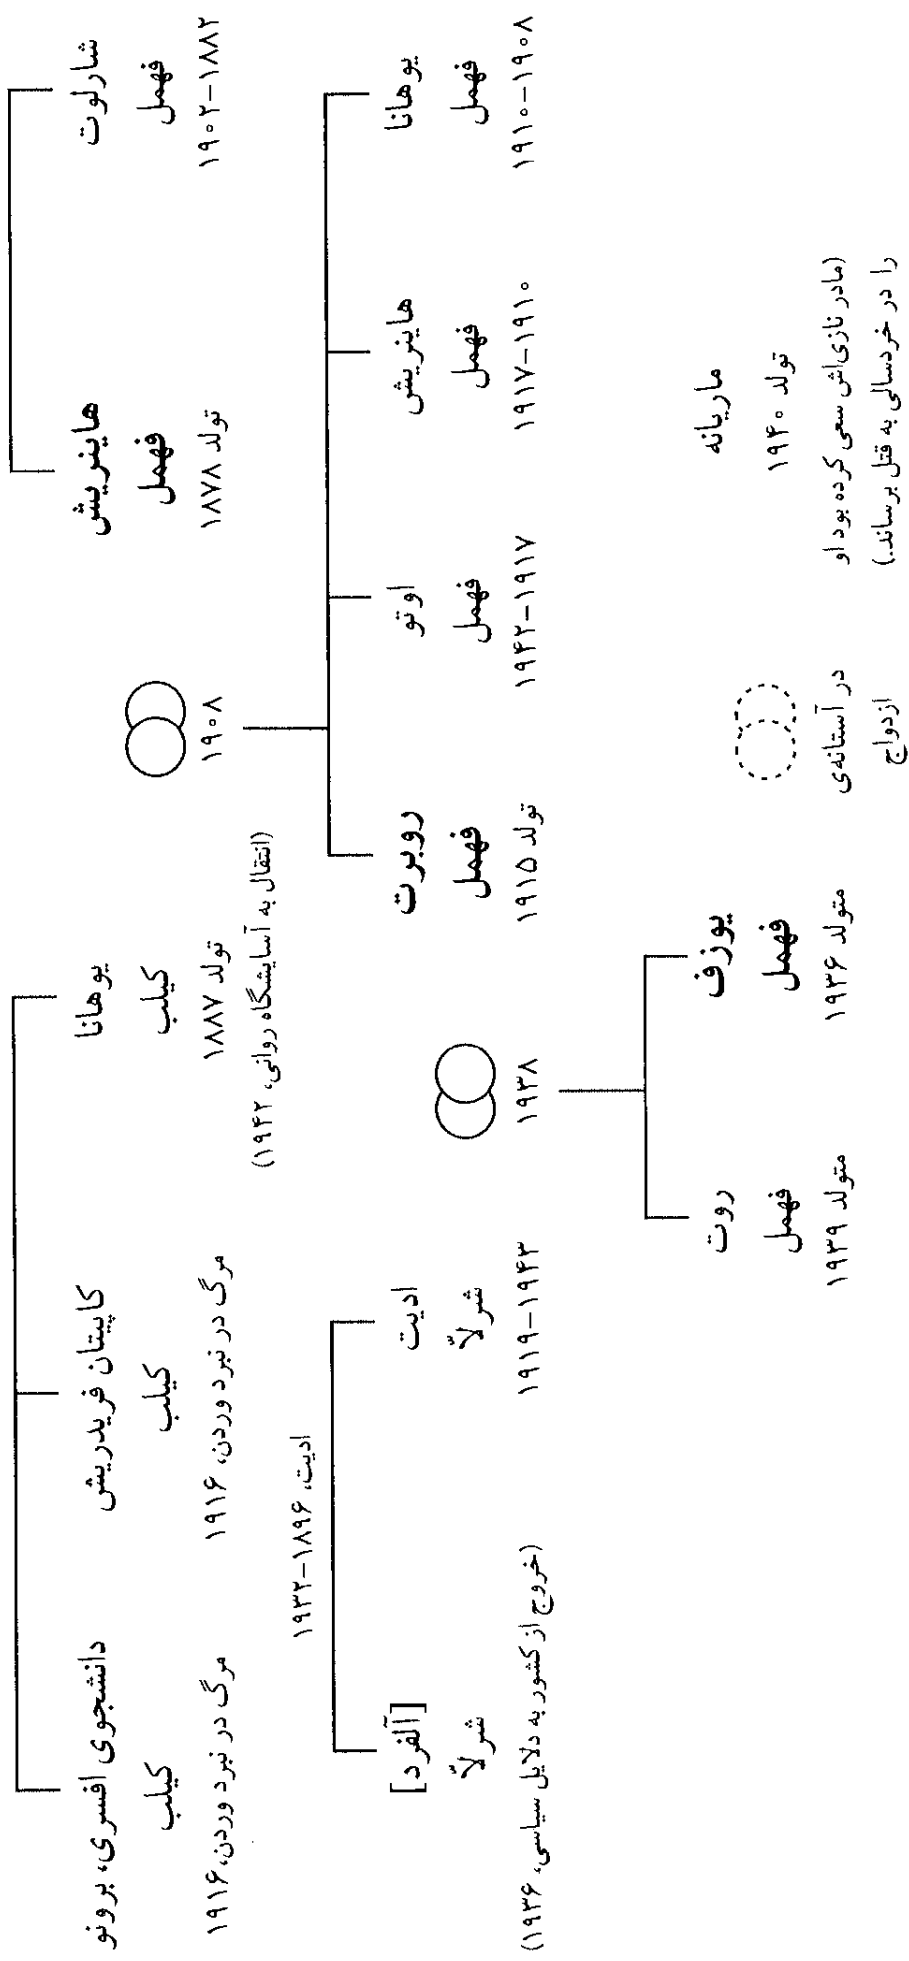 شارلوت
فهمل
۱۹۰۲-۱۸۸۲
هاینریش
فهمل
تولد ۱۸۷۸
۱۹۰۸
یوهانا
کیلب
تولد ۱۸۸۷
(انتقال به آسایشگاه روانی، ۱۹۴۲)
کاپیتان فریدریش
کیلب
مرگ در نبرد وردن، ۱۹۱۶
دانشجوی افسری، برونو
کیلب
مرگ در نبرد وردن، ۱۹۱۶
یوهانا
فهمل
۱۹۱۰-۱۹۰۸
هاینریش
فهمل
۱۹۱۷-۱۹۱۰
اوتو
فهمل
۱۹۴۲-۱۹۱۷
روبرت
فهمل
تولد ۱۹۱۵
۱۹۳۸
ادیت، ۱۸۹۶-۱۹۳۲
ادیت
شرلاّ
۱۹۱۹-۱۹۴۳
[آلفرد]
شرلاّ
(خروج از کشور به دلایل سیاسی، ۱۹۳۶)
ماریانه
تولد ۱۹۴۰
(مادر نازی‌اش سعی کرده بود او
را در خردسالی به قتل برساند.)
در آستانه‌ی
ازدواج
یوزف
فهمل
متولد ۱۹۳۶
روت
فهمل
متولد ۱۹۳۹